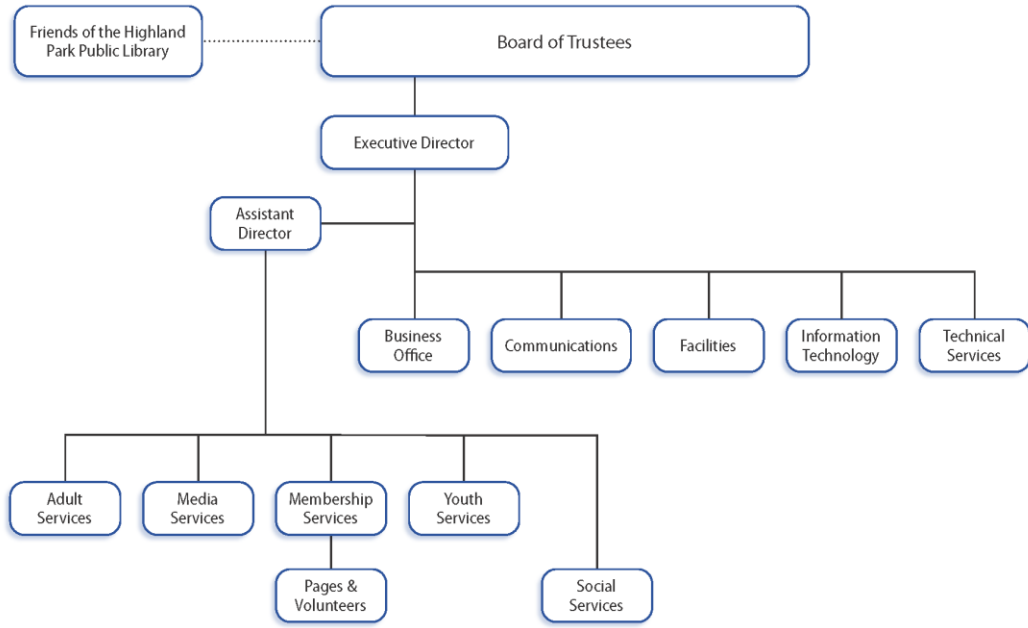 Friends of the Highland
Park Public Library
Board of Trustees
Executive Director
Assistant
Director
Business
Office
Communications
Facilities
Information
Technology
Technical
Services
Adult
Services
Media
Services
Membership
Services
Youth
Services
Pages &
Volunteers
Social
Services